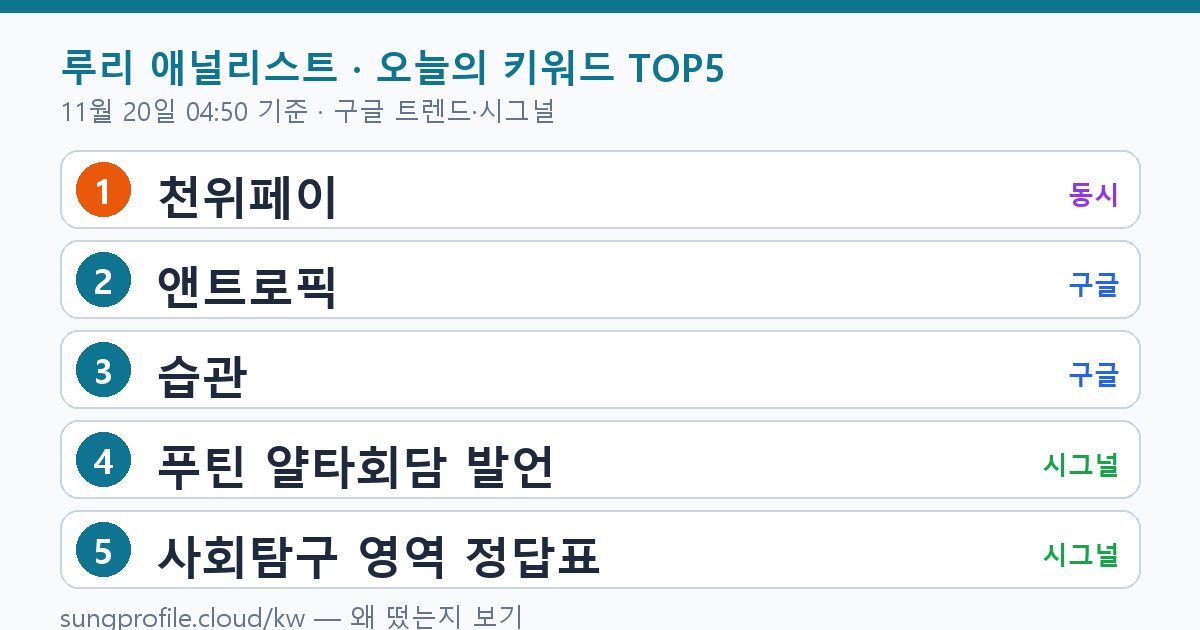 루리 애널리스트 · 오늘의 키워드 TOP5
11월 20일 04:50 기준 · 구글 트렌드·시그널
1 천위페이 동시
2 앤트로픽 구글
3 습관 구글
4 푸틴 얄타회담 발언 시그널
5 사회탐구 영역 정답표 시그널
sungprofile.cloud/kw — 왜 떴는지 보기